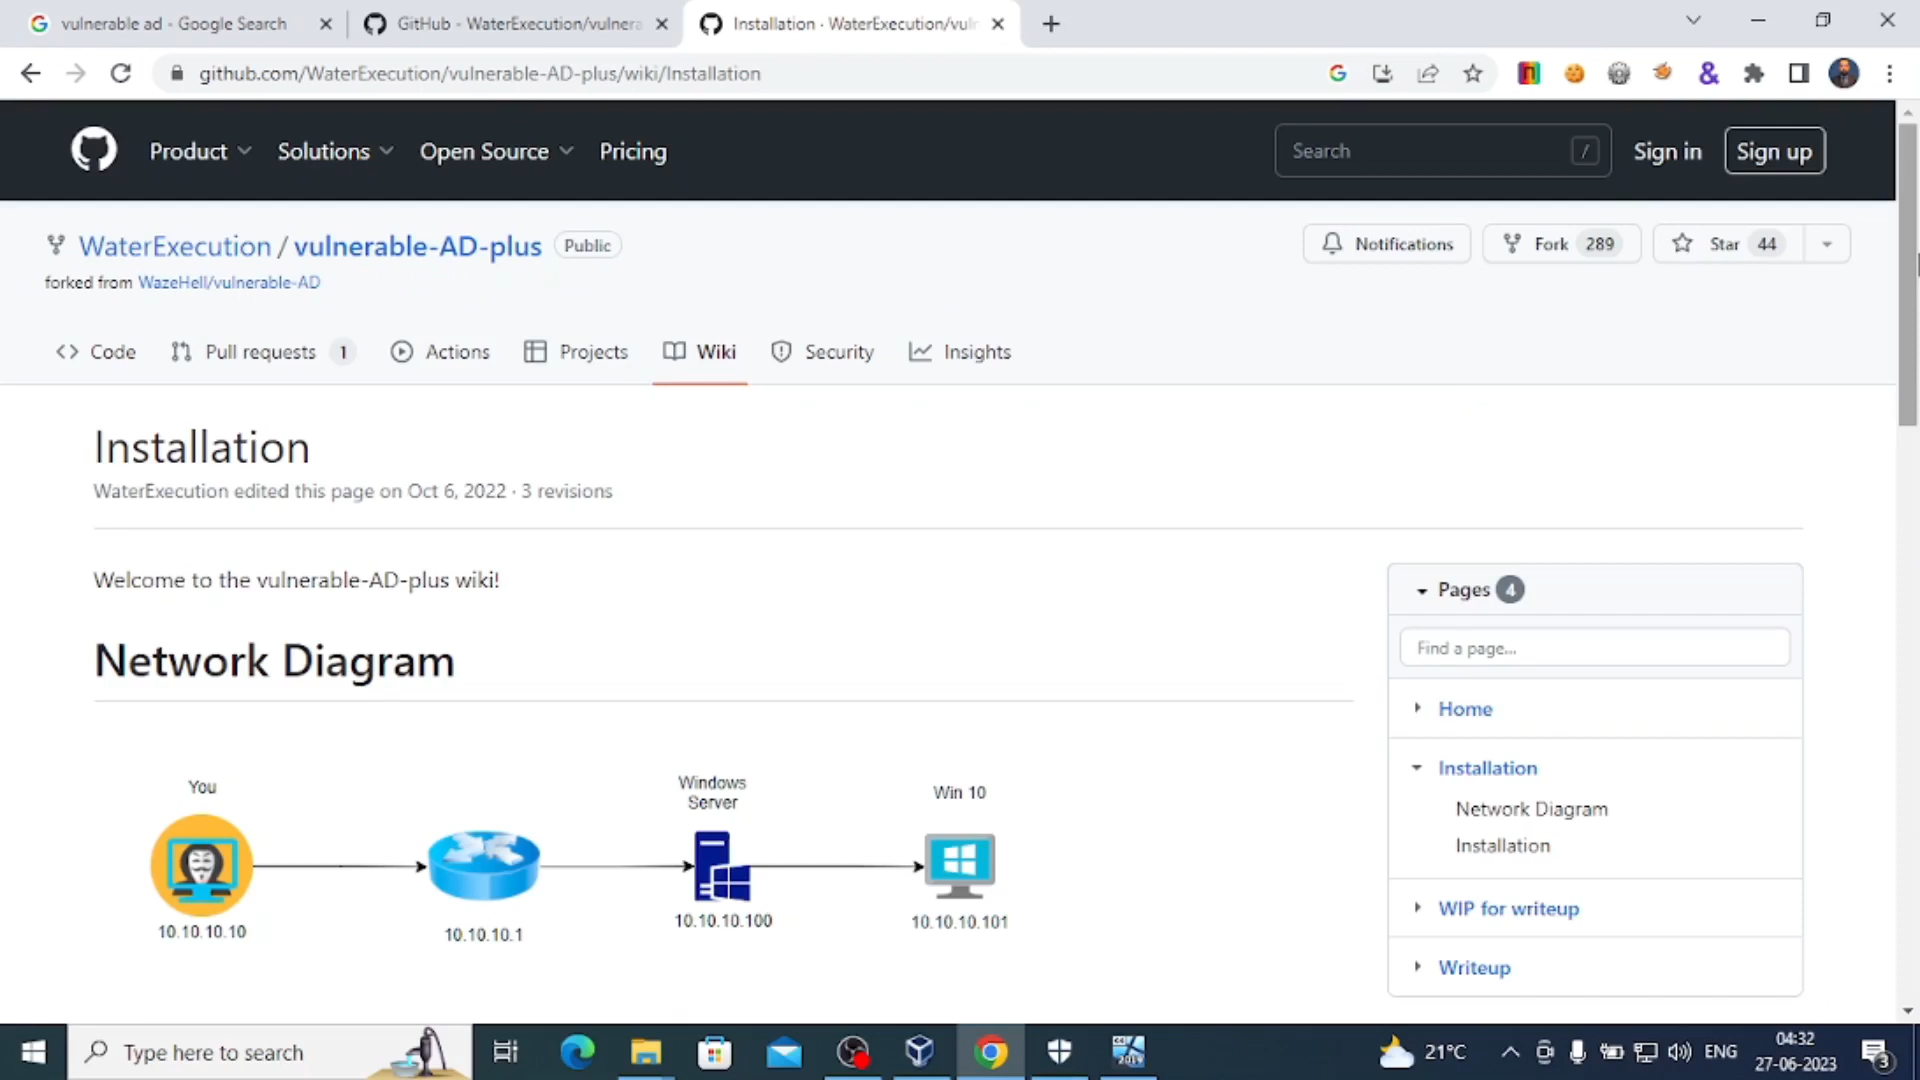 vulnerable ad - Google Search
GitHub - WaterExecution/vulnera
Installation · WaterExecution/vuln
github.com/WaterExecution/vulnerable-AD-plus/wiki/Installation
Product
Solutions
Open Source
Pricing
Search
/
Sign in
Sign up
WaterExecution / vulnerable-AD-plus
Public
Notifications
Fork 289
Star 44
forked from WazeHell/vulnerable-AD
Code
Pull requests 1
Actions
Projects
Wiki
Security
Insights
Installation
WaterExecution edited this page on Oct 6, 2022 · 3 revisions
Welcome to the vulnerable-AD-plus wiki!
Network Diagram
You
10.10.10.10
10.10.10.1
Windows
Server
10.10.10.100
Win 10
10.10.10.101
Pages 4
Find a page...
Home
Installation
Network Diagram
Installation
WIP for writeup
Writeup
Type here to search
21°C
ENG
04:32
27-06-2023
3